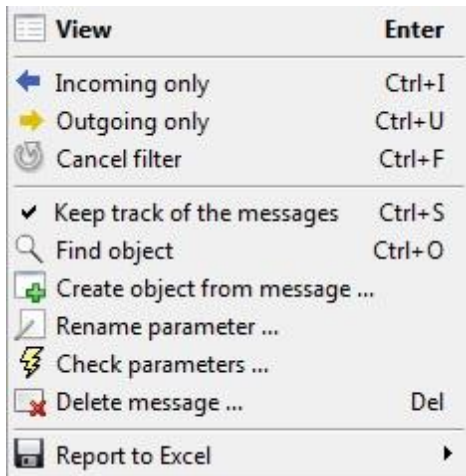 View Enter
Incoming only Ctrl+I
Outgoing only Ctrl+U
Cancel filter Ctrl+F
Keep track of the messages Ctrl+S
Find object Ctrl+O
Create object from message ...
Rename parameter ...
Check parameters ...
Delete message ... Del
Report to Excel